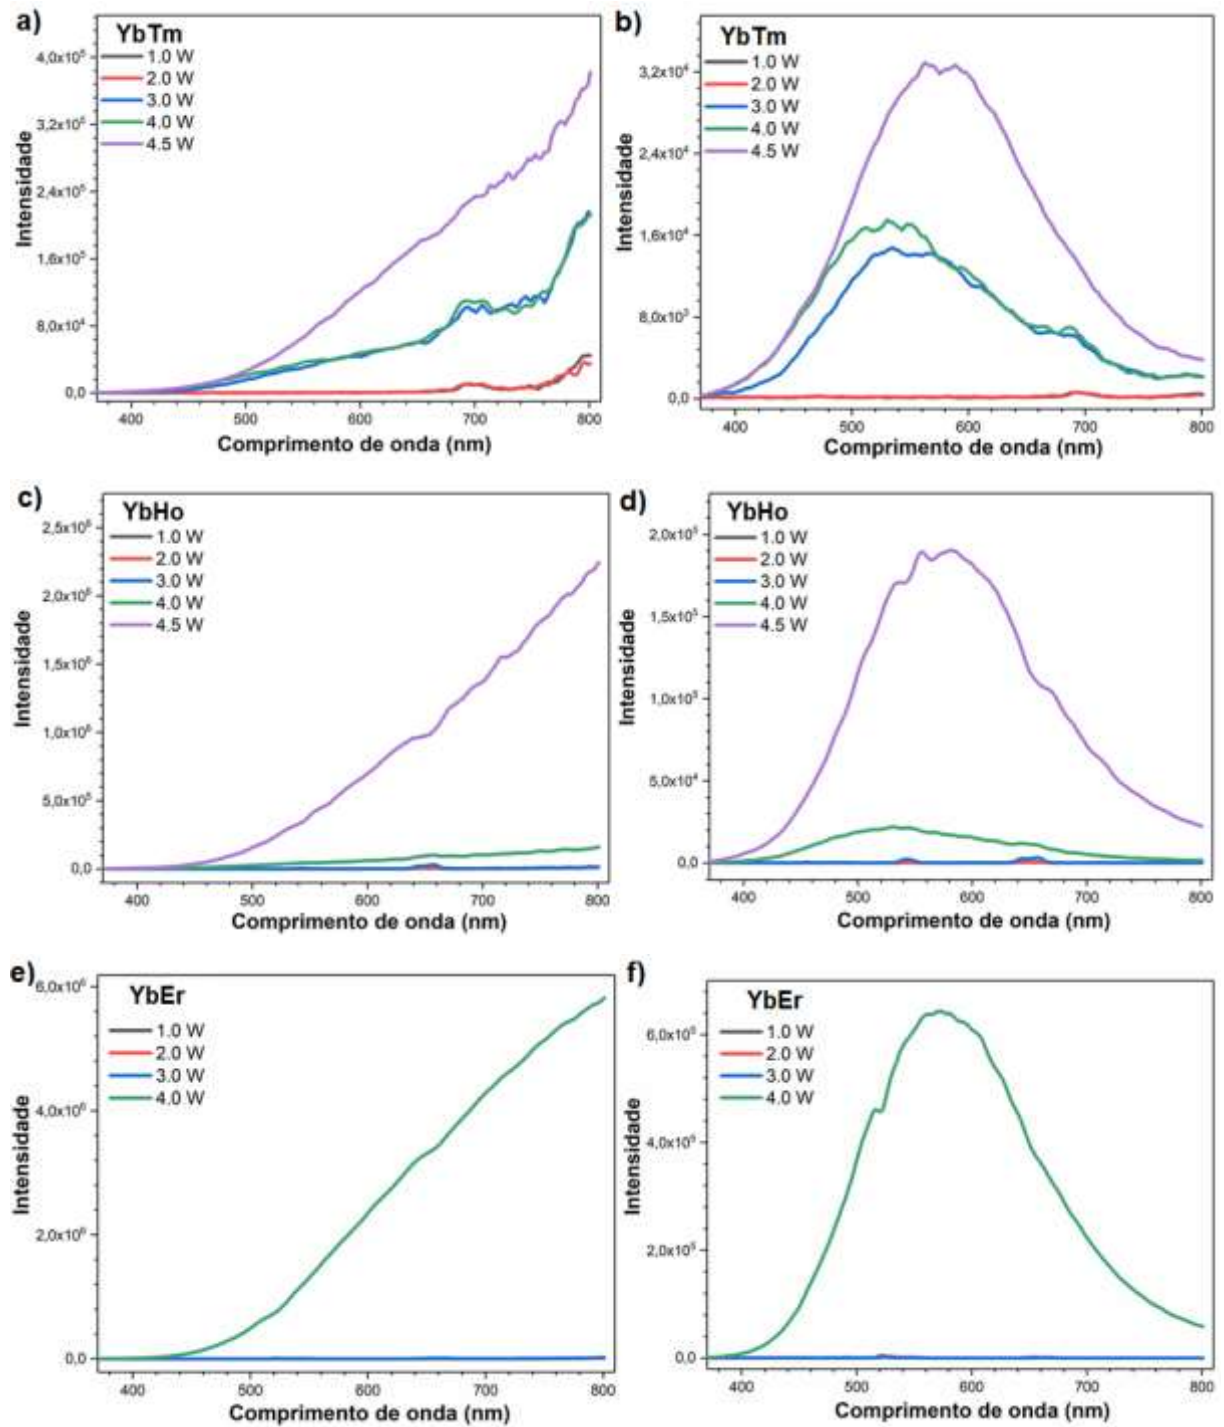 a)
YbTm
1.0 W
2.0 W
3.0 W
4.0 W
4.5 W
4,0x10⁵
3,2x10⁵
2,4x10⁵
1,6x10⁵
8,0x10⁴
0,0
Intensidade
400 500 600 700 800
Comprimento de onda (nm)
b)
YbTm
1.0 W
2.0 W
3.0 W
4.0 W
4.5 W
3,2x10⁴
2,4x10⁴
1,6x10⁴
8,0x10³
0,0
Intensidade
400 500 600 700 800
Comprimento de onda (nm)
c)
YbHo
1.0 W
2.0 W
3.0 W
4.0 W
4.5 W
2,5x10⁶
2,0x10⁶
1,5x10⁶
1,0x10⁶
5,0x10⁵
0,0
Intensidade
400 500 600 700 800
Comprimento de onda (nm)
d)
YbHo
1.0 W
2.0 W
3.0 W
4.0 W
4.5 W
2,0x10⁵
1,5x10⁵
1,0x10⁵
5,0x10⁴
0,0
Intensidade
400 500 600 700 800
Comprimento de onda (nm)
e)
YbEr
1.0 W
2.0 W
3.0 W
4.0 W
6,0x10⁶
4,0x10⁶
2,0x10⁶
0,0
Intensidade
400 500 600 700 800
Comprimento de onda (nm)
f)
YbEr
1.0 W
2.0 W
3.0 W
4.0 W
6,0x10⁵
4,0x10⁵
2,0x10⁵
0,0
Intensidade
400 500 600 700 800
Comprimento de onda (nm)